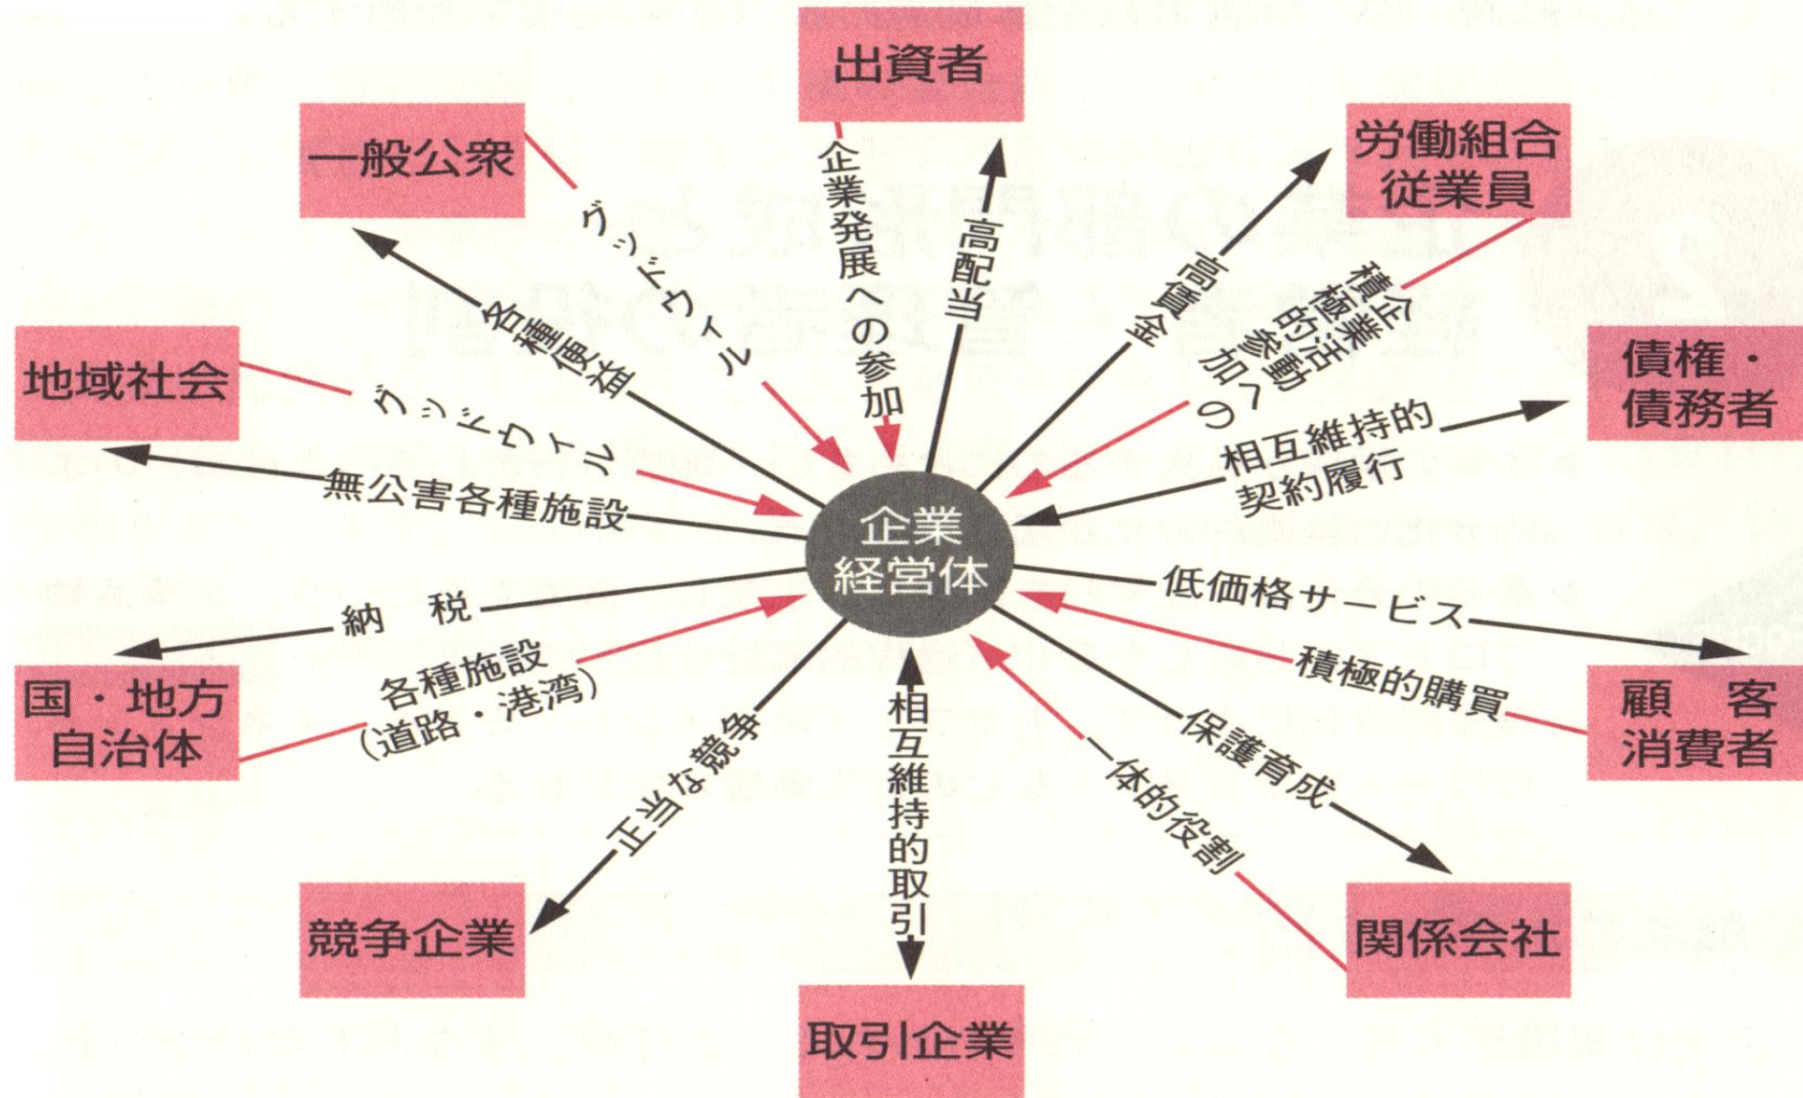 出資者
一般公衆
労働組合
従業員
企業発展への参加
高配当
グッドウィル
各種便益
高賃金
企業活動への
積極的参加
地域社会
債権・
債務者
グッドウィル
無公害各種施設
相互維持的
契約履行
企業
経営体
納 税
低価格サービス
積極的購買
国・地方
自治体
各種施設
(道路・港湾)
顧 客
消費者
正当な競争
相互維持的取引
保護育成
一体的役割
競争企業
関係会社
取引企業